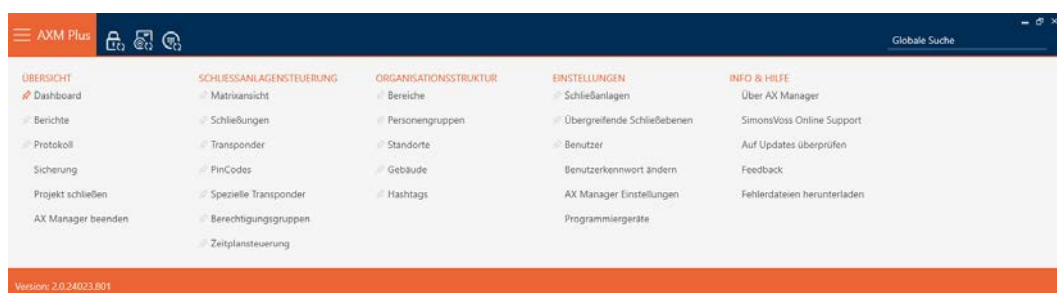 AXM Plus
Globale Suche
ÜBERSICHT
Dashboard
Berichte
Protokoll
Sicherung
Projekt schließen
AX Manager beenden
SCHLIESSANLAGENSTEUERUNG
Matrixansicht
Schließungen
Transponder
PinCodes
Spezielle Transponder
Berechtigungsgruppen
Zeitplansteuerung
ORGANISATIONSSTRUKTUR
Bereiche
Personengruppen
Standorte
Gebäude
Hashtags
EINSTELLUNGEN
Schließanlagen
Übergreifende Schließebenen
Benutzer
Benutzerkennwort ändern
AX Manager Einstellungen
Programmiergeräte
INFO & HILFE
Über AX Manager
SimonsVoss Online Support
Auf Updates überprüfen
Feedback
Fehlerdateien herunterladen
Version: 2.0.24023.801